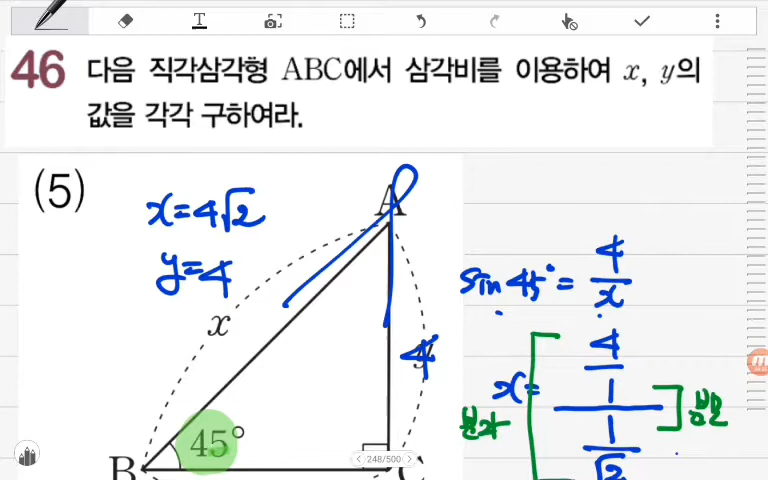 46 다음 직각삼각형 ABC에서 삼각비를 이용하여 x, y의
값을 각각 구하여라.
(5)
x=4√2
y=4
A
x
4
45°
B
C
sin 45° = 4/x
x= 4/1
1/√2
분자
분모
248/500